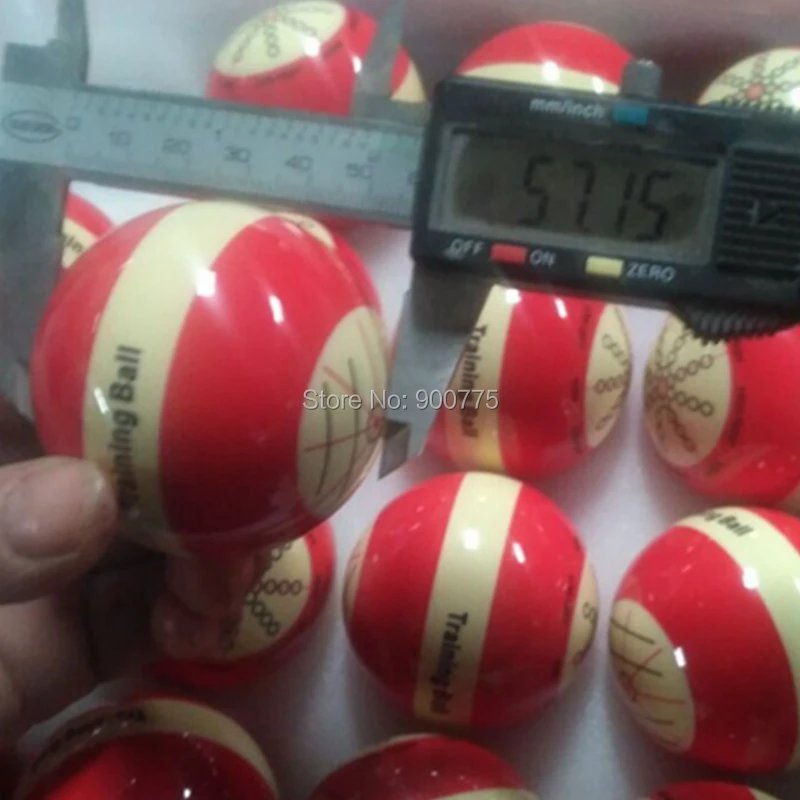 mm/inch
0 10 20 30 40 50
57.15
OFF ON ZERO
Training Ball
Store No: 900775
Training Ball
Training Ball
Ball